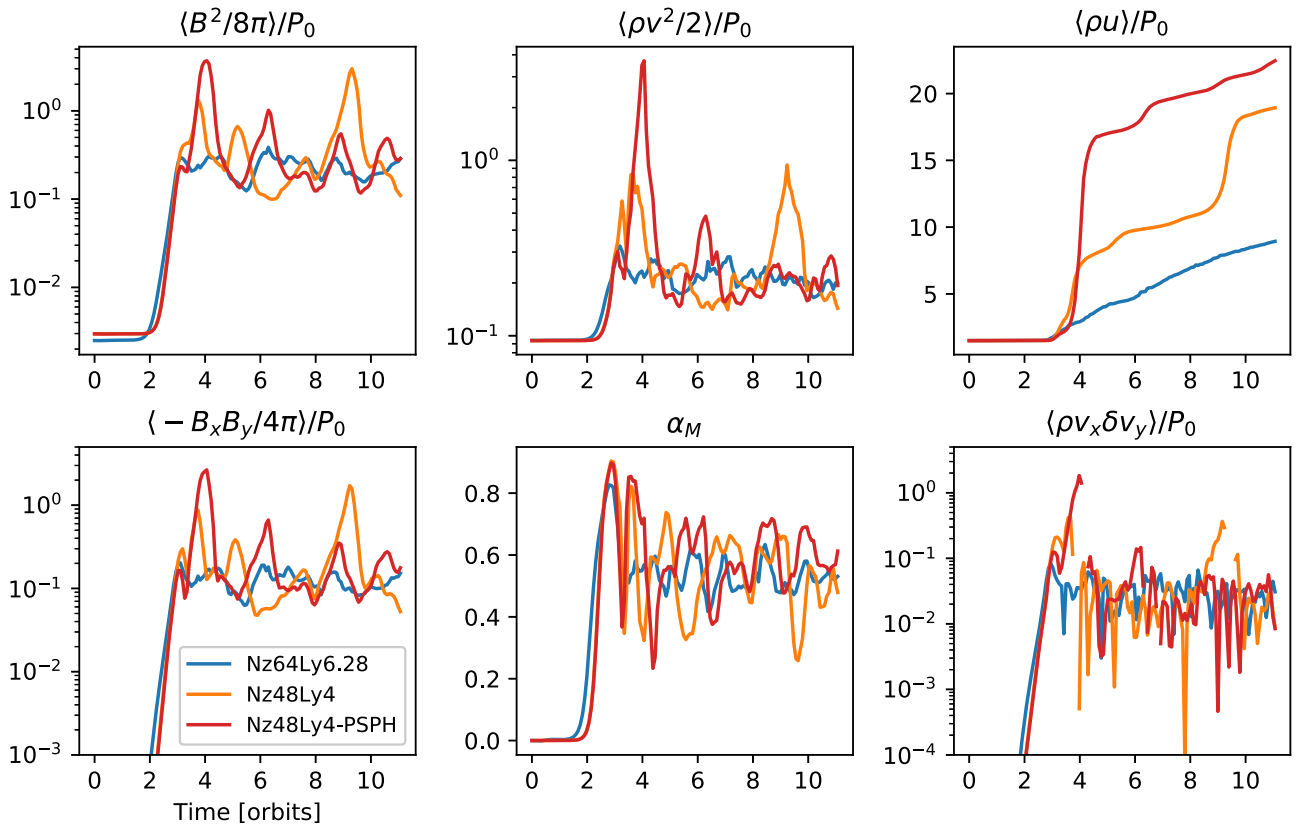 ⟨B²/8π⟩/P₀
⟨ρv²/2⟩/P₀
⟨ρu⟩/P₀
10⁰
10⁻¹
10⁻²
0 2 4 6 8 10
10⁰
10⁻¹
0 2 4 6 8 10
20
15
10
5
0 2 4 6 8 10
⟨−BₓB_y/4π⟩/P₀
α_M
⟨ρvₓδv_y⟩/P₀
10⁰
10⁻¹
10⁻²
10⁻³
Nz64Ly6.28
Nz48Ly4
Nz48Ly4-PSPH
0 2 4 6 8 10
Time [orbits]
0.8
0.6
0.4
0.2
0.0
0 2 4 6 8 10
10⁰
10⁻¹
10⁻²
10⁻³
10⁻⁴
0 2 4 6 8 10